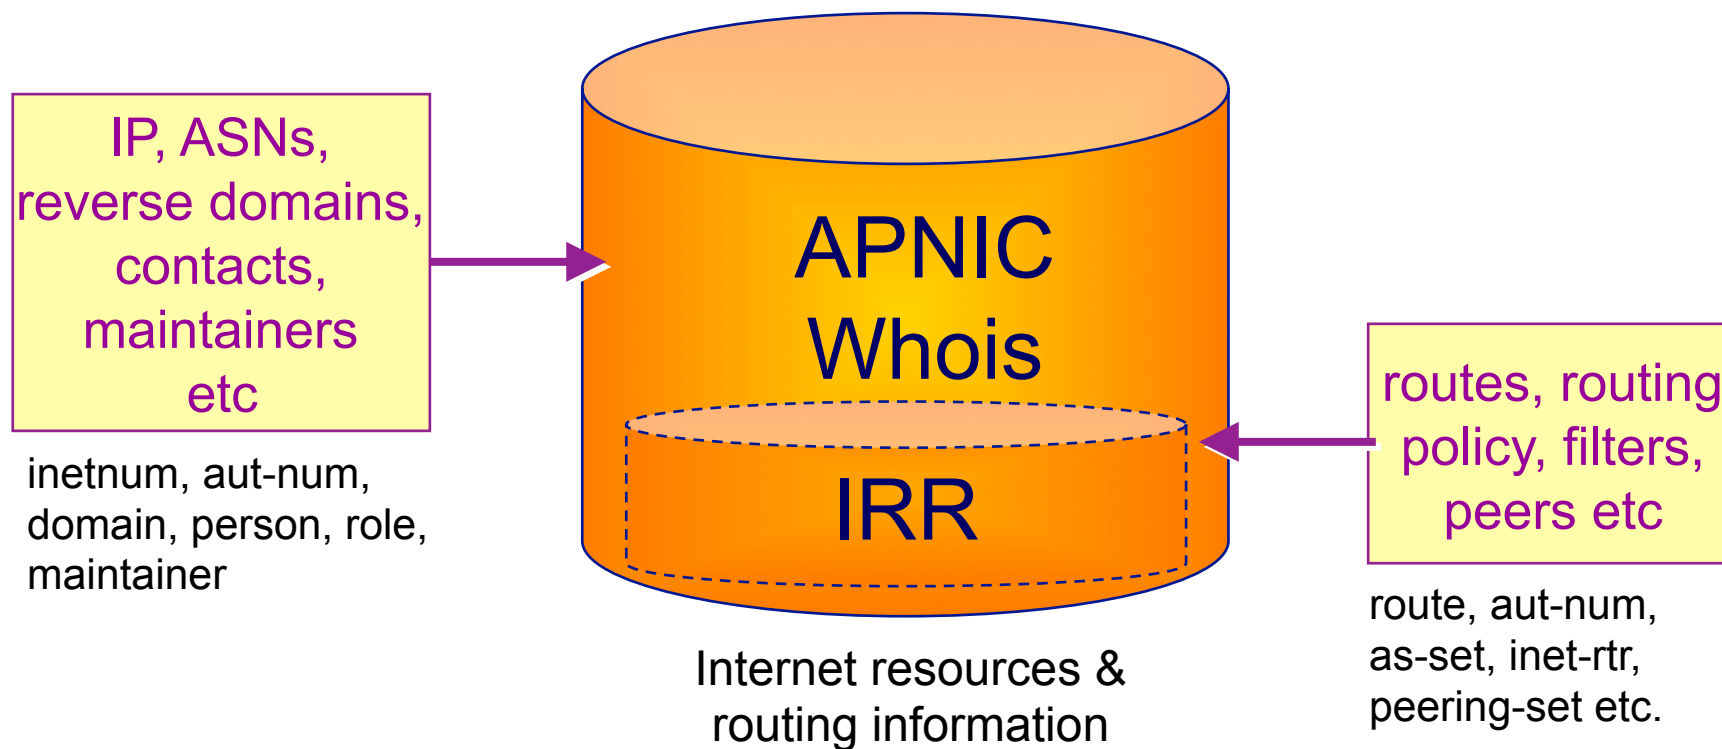 IP, ASNs,
reverse domains,
contacts,
maintainers
etc
inetnum, aut-num,
domain, person, role,
maintainer
APNIC
Whois
IRR
Internet resources &
routing information
routes, routing
policy, filters,
peers etc
route, aut-num,
as-set, inet-rtr,
peering-set etc.